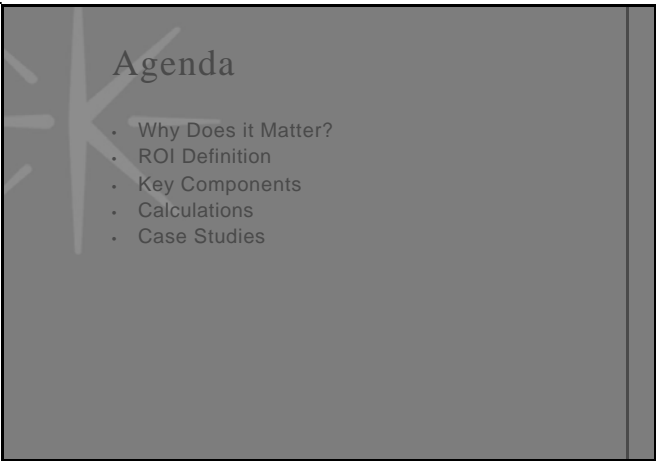 Agenda
• Why Does it Matter?
• ROI Definition
• Key Components
• Calculations
• Case Studies